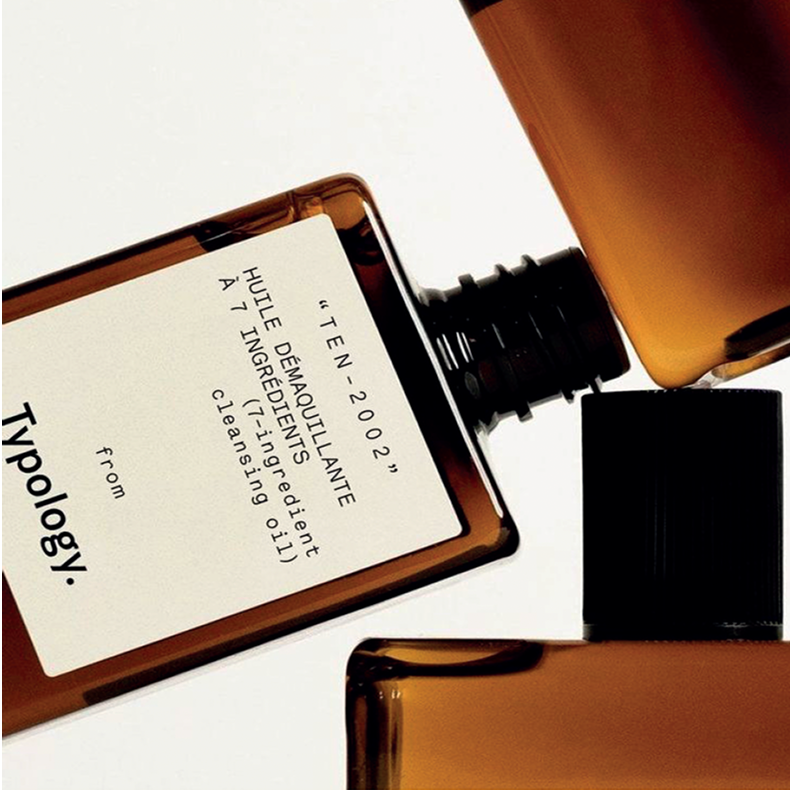 “TEN-2002”
HUILE DÉMAQUILLANTE
À 7 INGRÉDIENTS
(7-ingredient
cleansing oil)
from
Typology.